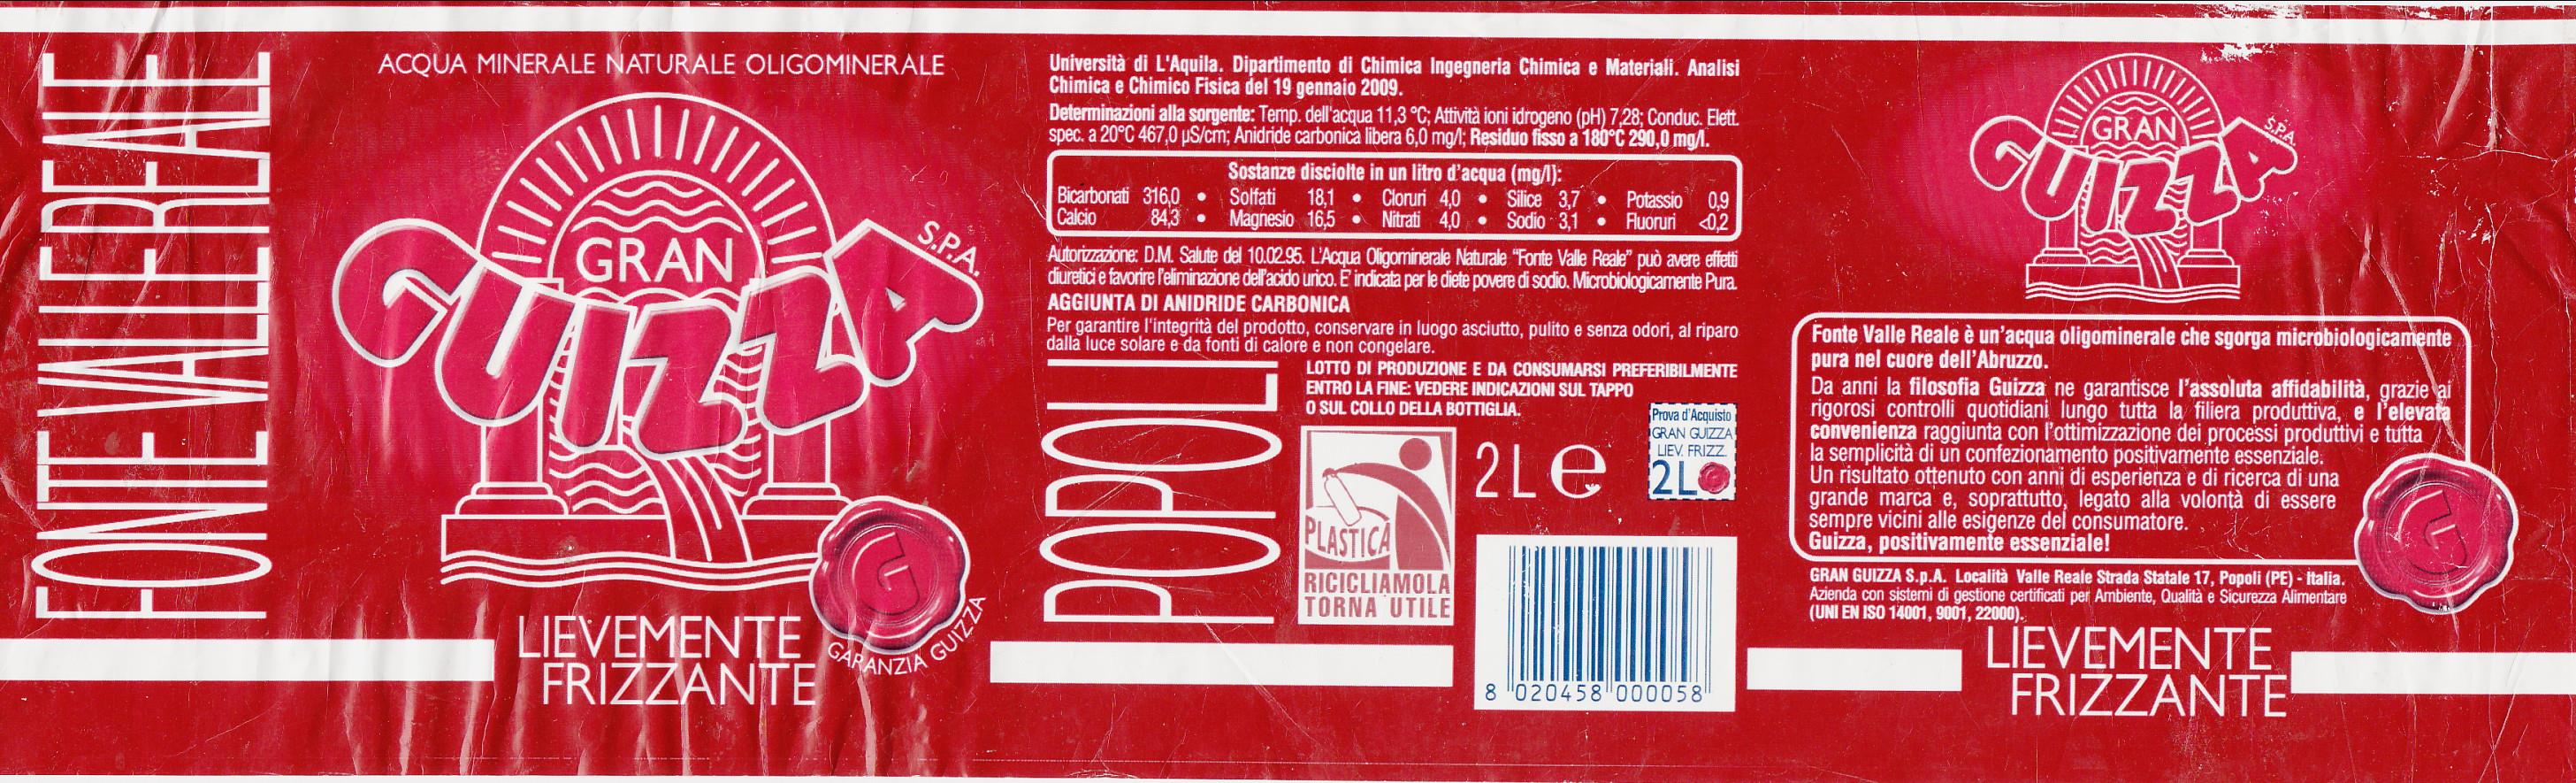 FONTE VALLE REALE
ACQUA MINERALE NATURALE OLIGOMINERALE
GRAN
GUIZZA
S.P.A.
G
GARANZIA GUIZZA
LIEVEMENTE
FRIZZANTE
Università di L'Aquila. Dipartimento di Chimica Ingegneria Chimica e Materiali. Analisi
Chimica e Chimico Fisica del 19 gennaio 2009.
Determinazioni alla sorgente: Temp. dell'acqua 11,3 °C; Attività ioni idrogeno (pH) 7,28; Conduc. Elett.
spec. a 20°C 467,0 µS/cm; Anidride carbonica libera 6,0 mg/l; Residuo fisso a 180°C 290,0 mg/l.
Sostanze disciolte in un litro d'acqua (mg/l):
Bicarbonati 316,0 • Solfati 18,1 • Cloruri 4,0 • Silice 3,7 • Potassio 0,9
Calcio 84,3 • Magnesio 16,5 • Nitrati 4,0 • Sodio 3,1 • Fluoruri <0,2
Autorizzazione: D.M. Salute del 10.02.95. L'Acqua Oligominerale Naturale "Fonte Valle Reale" può avere effetti
diuretici e favorire l'eliminazione dell'acido urico. E' indicata per le diete povere di sodio. Microbiologicamente Pura.
AGGIUNTA DI ANIDRIDE CARBONICA
Per garantire l'integrità del prodotto, conservare in luogo asciutto, pulito e senza odori, al riparo
dalla luce solare e da fonti di calore e non congelare.
POPOLI
LOTTO DI PRODUZIONE E DA CONSUMARSI PREFERIBILMENTE
ENTRO LA FINE: VEDERE INDICAZIONI SUL TAPPO
O SUL COLLO DELLA BOTTIGLIA.
PLASTICA
RICICLIAMOLA
TORNA UTILE
2 L e
Prova d'Acquisto
GRAN GUIZZA
LIEV. FRIZZ.
2 L
8 020458 000058
GRAN
GUIZZA
S.P.A.
Fonte Valle Reale è un'acqua oligominerale che sgorga microbiologicamente
pura nel cuore dell'Abruzzo.
Da anni la filosofia Guizza ne garantisce l'assoluta affidabilità, grazie ai
rigorosi controlli quotidiani lungo tutta la filiera produttiva, e l'elevata
convenienza raggiunta con l'ottimizzazione dei processi produttivi e tutta
la semplicità di un confezionamento positivamente essenziale.
Un risultato ottenuto con anni di esperienza e di ricerca di una
grande marca e, soprattutto, legato alla volontà di essere
sempre vicini alle esigenze del consumatore.
Guizza, positivamente essenziale!
G
GRAN GUIZZA S.p.A. Località Valle Reale Strada Statale 17, Popoli (PE) - Italia.
Azienda con sistemi di gestione certificati per Ambiente, Qualità e Sicurezza Alimentare
(UNI EN ISO 14001, 9001, 22000).
LIEVEMENTE
FRIZZANTE